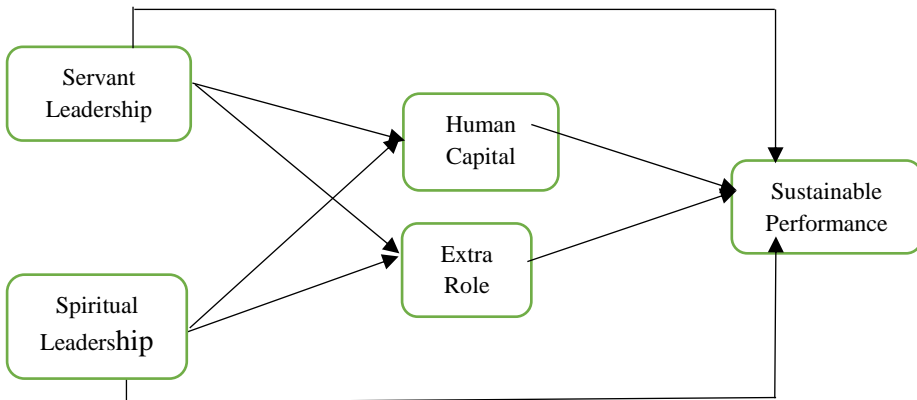 Servant
Leadership
Human
Capital
Sustainable
Performance
Extra
Role
Spiritual
Leadership